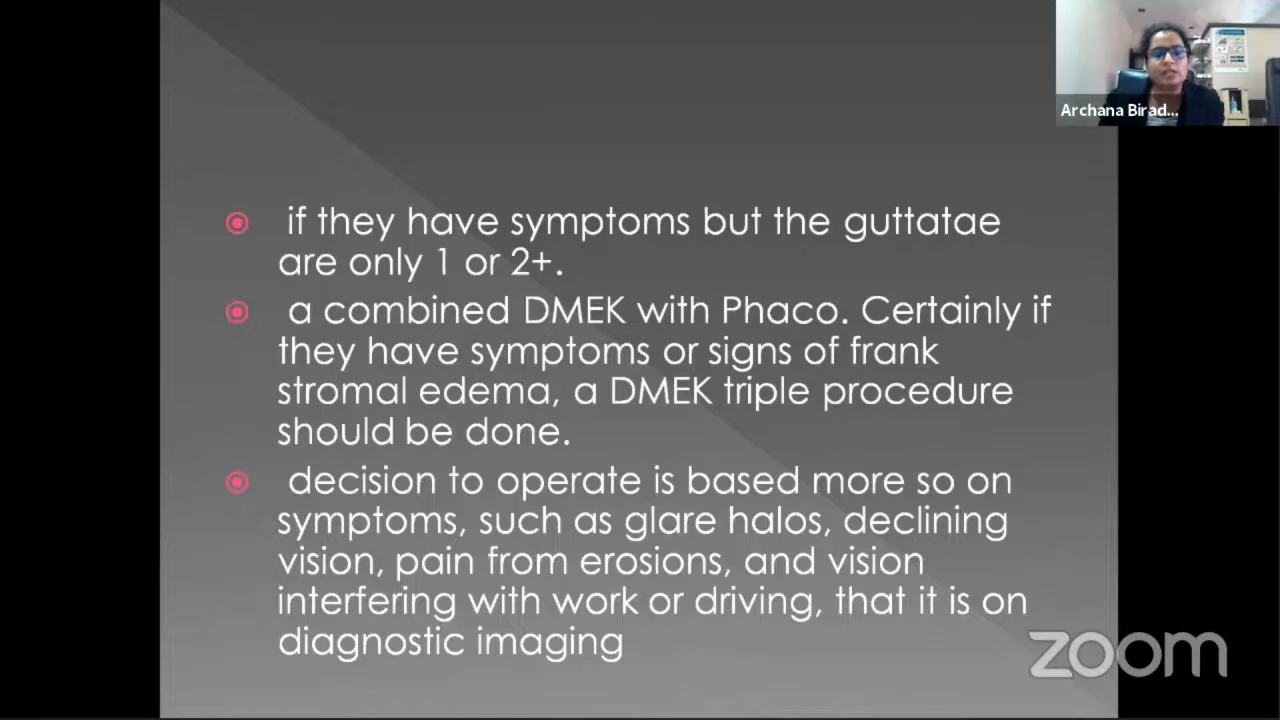 Archana Birad...
if they have symptoms but the guttatae
are only 1 or 2+.
a combined DMEK with Phaco. Certainly if
they have symptoms or signs of frank
stromal edema, a DMEK triple procedure
should be done.
decision to operate is based more so on
symptoms, such as glare halos, declining
vision, pain from erosions, and vision
interfering with work or driving, that it is on
diagnostic imaging
zoom